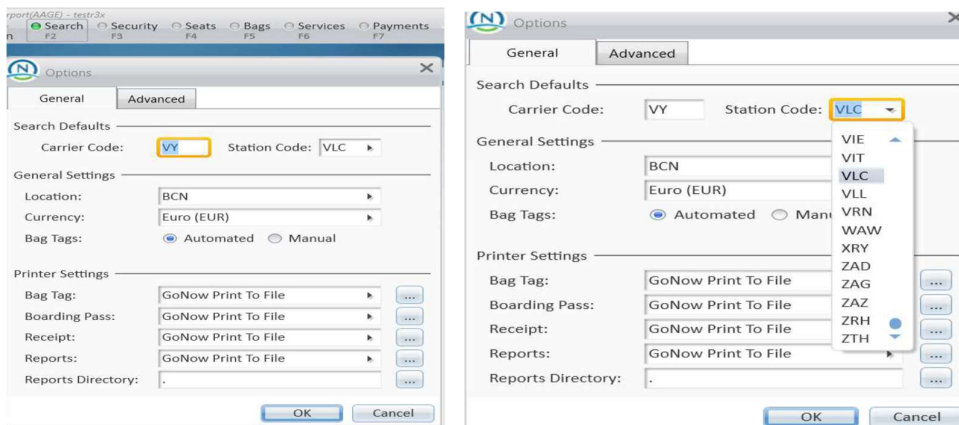 rport(AAGE) - testr3x
Search Security Seats Bags Services Payments
n F2 F3 F4 F5 F6 F7
N Options
General Advanced
Search Defaults
Carrier Code: VY Station Code: VLC
General Settings
Location: BCN
Currency: Euro (EUR)
Bag Tags: Automated Manual
Printer Settings
Bag Tag: GoNow Print To File ...
Boarding Pass: GoNow Print To File ...
Receipt: GoNow Print To File ...
Reports: GoNow Print To File ...
Reports Directory: . ...
OK Cancel
N Options
General Advanced
Search Defaults
Carrier Code: VY Station Code: VLC
General Settings
Location: BCN
Currency: Euro (EUR)
Bag Tags: Automated Manu
VIE
VIT
VLC
VLL
VRN
WAW
XRY
ZAD
ZAG
ZAZ
ZRH
ZTH
Printer Settings
Bag Tag: GoNow Print To File ...
Boarding Pass: GoNow Print To File ...
Receipt: GoNow Print To File ...
Reports: GoNow Print To File ...
Reports Directory: . ...
OK Cancel